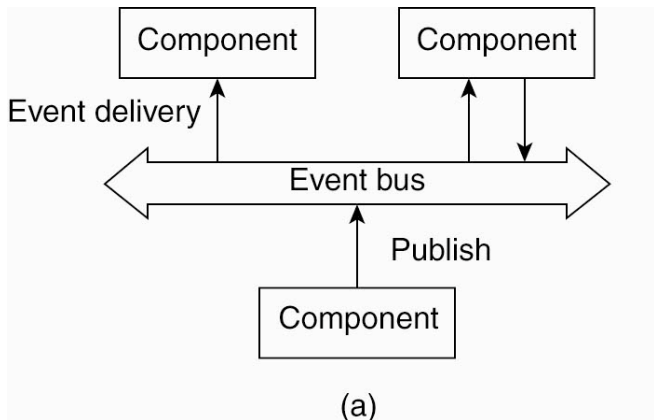 Component
Component
Event delivery
Event bus
Publish
Component
(a)